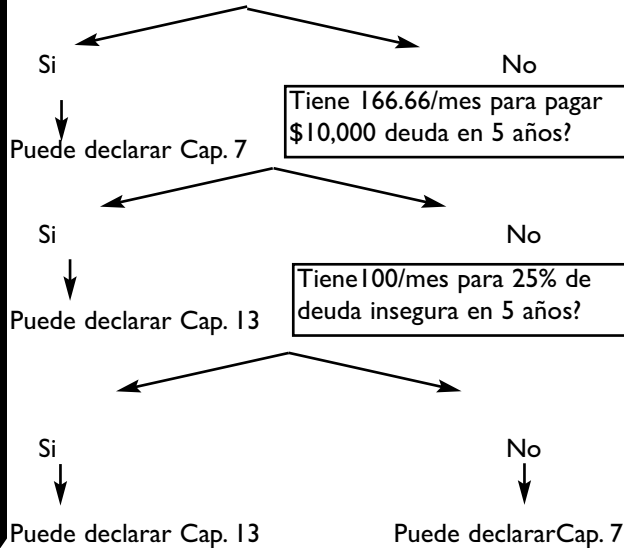 Si
No
Tiene 166.66/mes para pagar
$10,000 deuda en 5 años?
Puede declarar Cap. 7
Si
No
Tiene100/mes para 25% de
deuda insegura en 5 años?
Puede declarar Cap. 13
Si
No
Puede declarar Cap. 13
Puede declararCap. 7